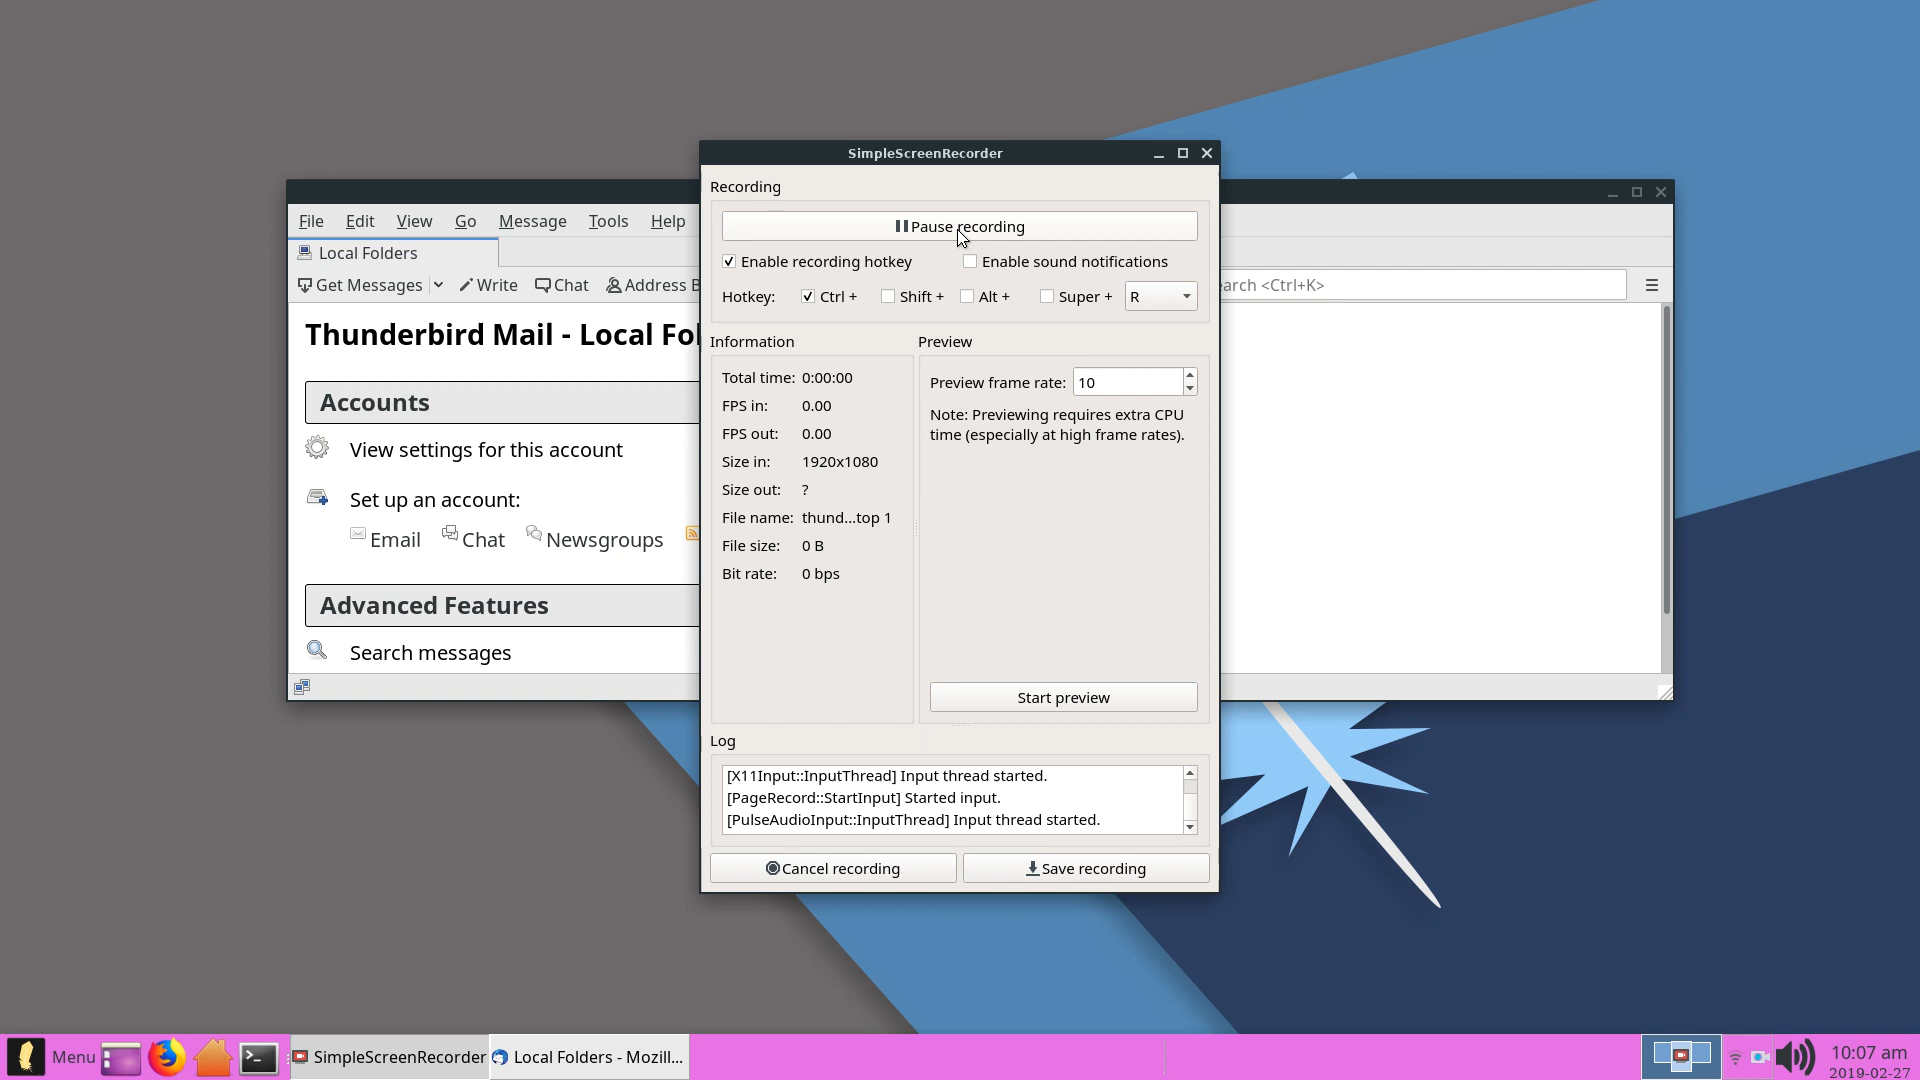 SimpleScreenRecorder
Recording
Pause recording
Enable recording hotkey
Enable sound notifications
Hotkey: Ctrl + Shift + Alt + Super + R
Information
Total time: 0:00:00
FPS in: 0.00
FPS out: 0.00
Size in: 1920x1080
Size out: ?
File name: thund...top 1
File size: 0 B
Bit rate: 0 bps
Preview
Preview frame rate: 10
Note: Previewing requires extra CPU
time (especially at high frame rates).
Start preview
Log
[X11Input::InputThread] Input thread started.
[PageRecord::StartInput] Started input.
[PulseAudioInput::InputThread] Input thread started.
Cancel recording
Save recording
File Edit View Go Message Tools Help
Local Folders
Get Messages Write Chat Address B
arch <Ctrl+K>
Thunderbird Mail - Local Fol
Accounts
View settings for this account
Set up an account:
Email Chat Newsgroups
Advanced Features
Search messages
Menu
SimpleScreenRecorder
Local Folders - Mozill...
10:07 am
2019-02-27